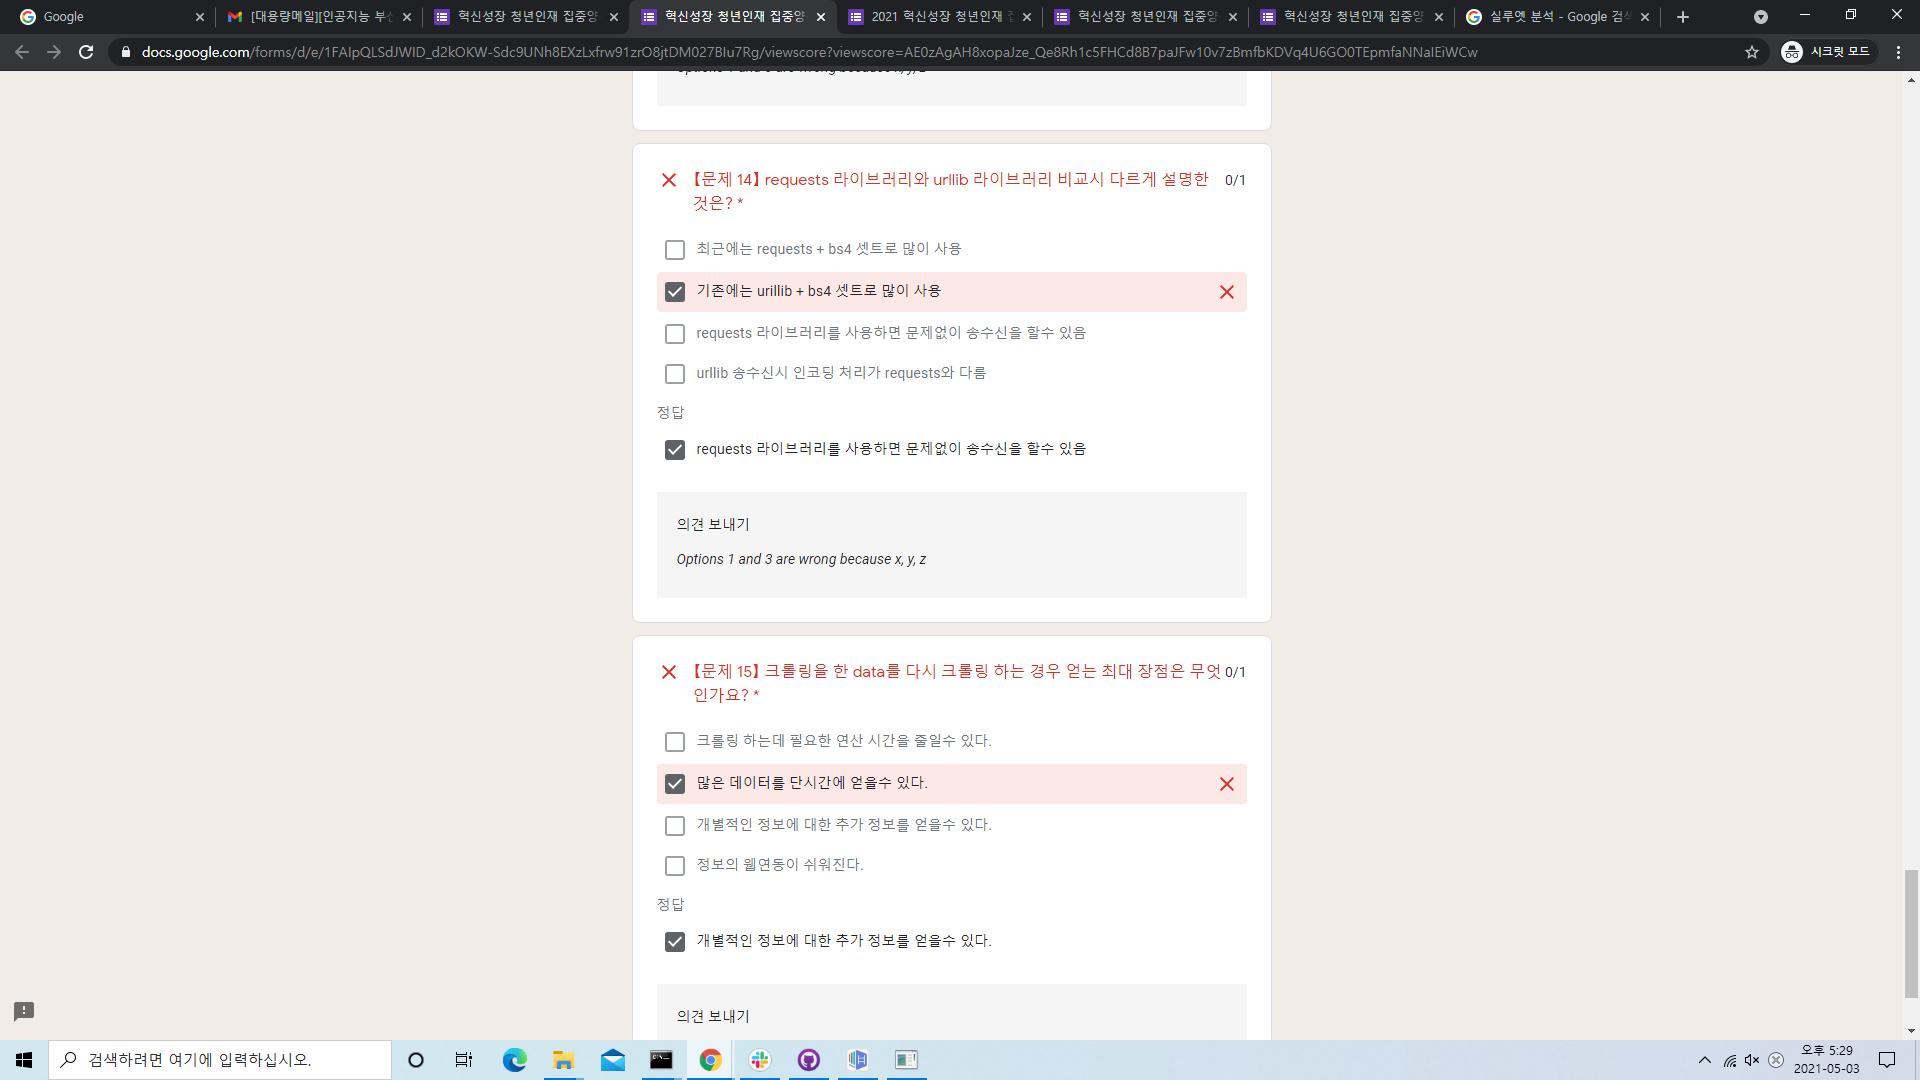 Google
[대용량메일][인공지능 부산
혁신성장 청년인재 집중양
혁신성장 청년인재 집중양
2021 혁신성장 청년인재 집
혁신성장 청년인재 집중양
혁신성장 청년인재 집중양
실루엣 분석 - Google 검색
docs.google.com/forms/d/e/1FAIpQLSdJWID_d2kOKW-Sdc9UNh8EXzLxfrw91zrO8jtDM027BIu7Rg/viewscore?viewscore=AE0zAgAH8xopaJze_Qe8Rh1c5FHCd8B7paJFw10v7zBmfbKDVq4U6GO0TEpmfaNNaIEiWCw
시크릿 모드
【문제 14】 requests 라이브러리와 urllib 라이브러리 비교시 다르게 설명한 0/1
것은? *
최근에는 requests + bs4 셋트로 많이 사용
기존에는 urillib + bs4 셋트로 많이 사용
requests 라이브러리를 사용하면 문제없이 송수신을 할수 있음
urllib 송수신시 인코딩 처리가 requests와 다름
정답
requests 라이브러리를 사용하면 문제없이 송수신을 할수 있음
의견 보내기
Options 1 and 3 are wrong because x, y, z
【문제 15】 크롤링을 한 data를 다시 크롤링 하는 경우 얻는 최대 장점은 무엇 0/1
인가요? *
크롤링 하는데 필요한 연산 시간을 줄일수 있다.
많은 데이터를 단시간에 얻을수 있다.
개별적인 정보에 대한 추가 정보를 얻을수 있다.
정보의 웹연동이 쉬워진다.
정답
개별적인 정보에 대한 추가 정보를 얻을수 있다.
의견 보내기
검색하려면 여기에 입력하십시오.
오후 5:29
2021-05-03